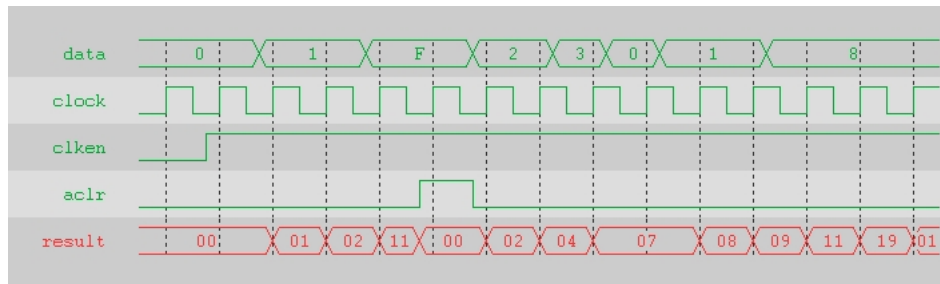 data 0 1 F 2 3 0 1 8
clock
clken
aclr
result 00 01 02 11 00 02 04 07 08 09 11 19 01